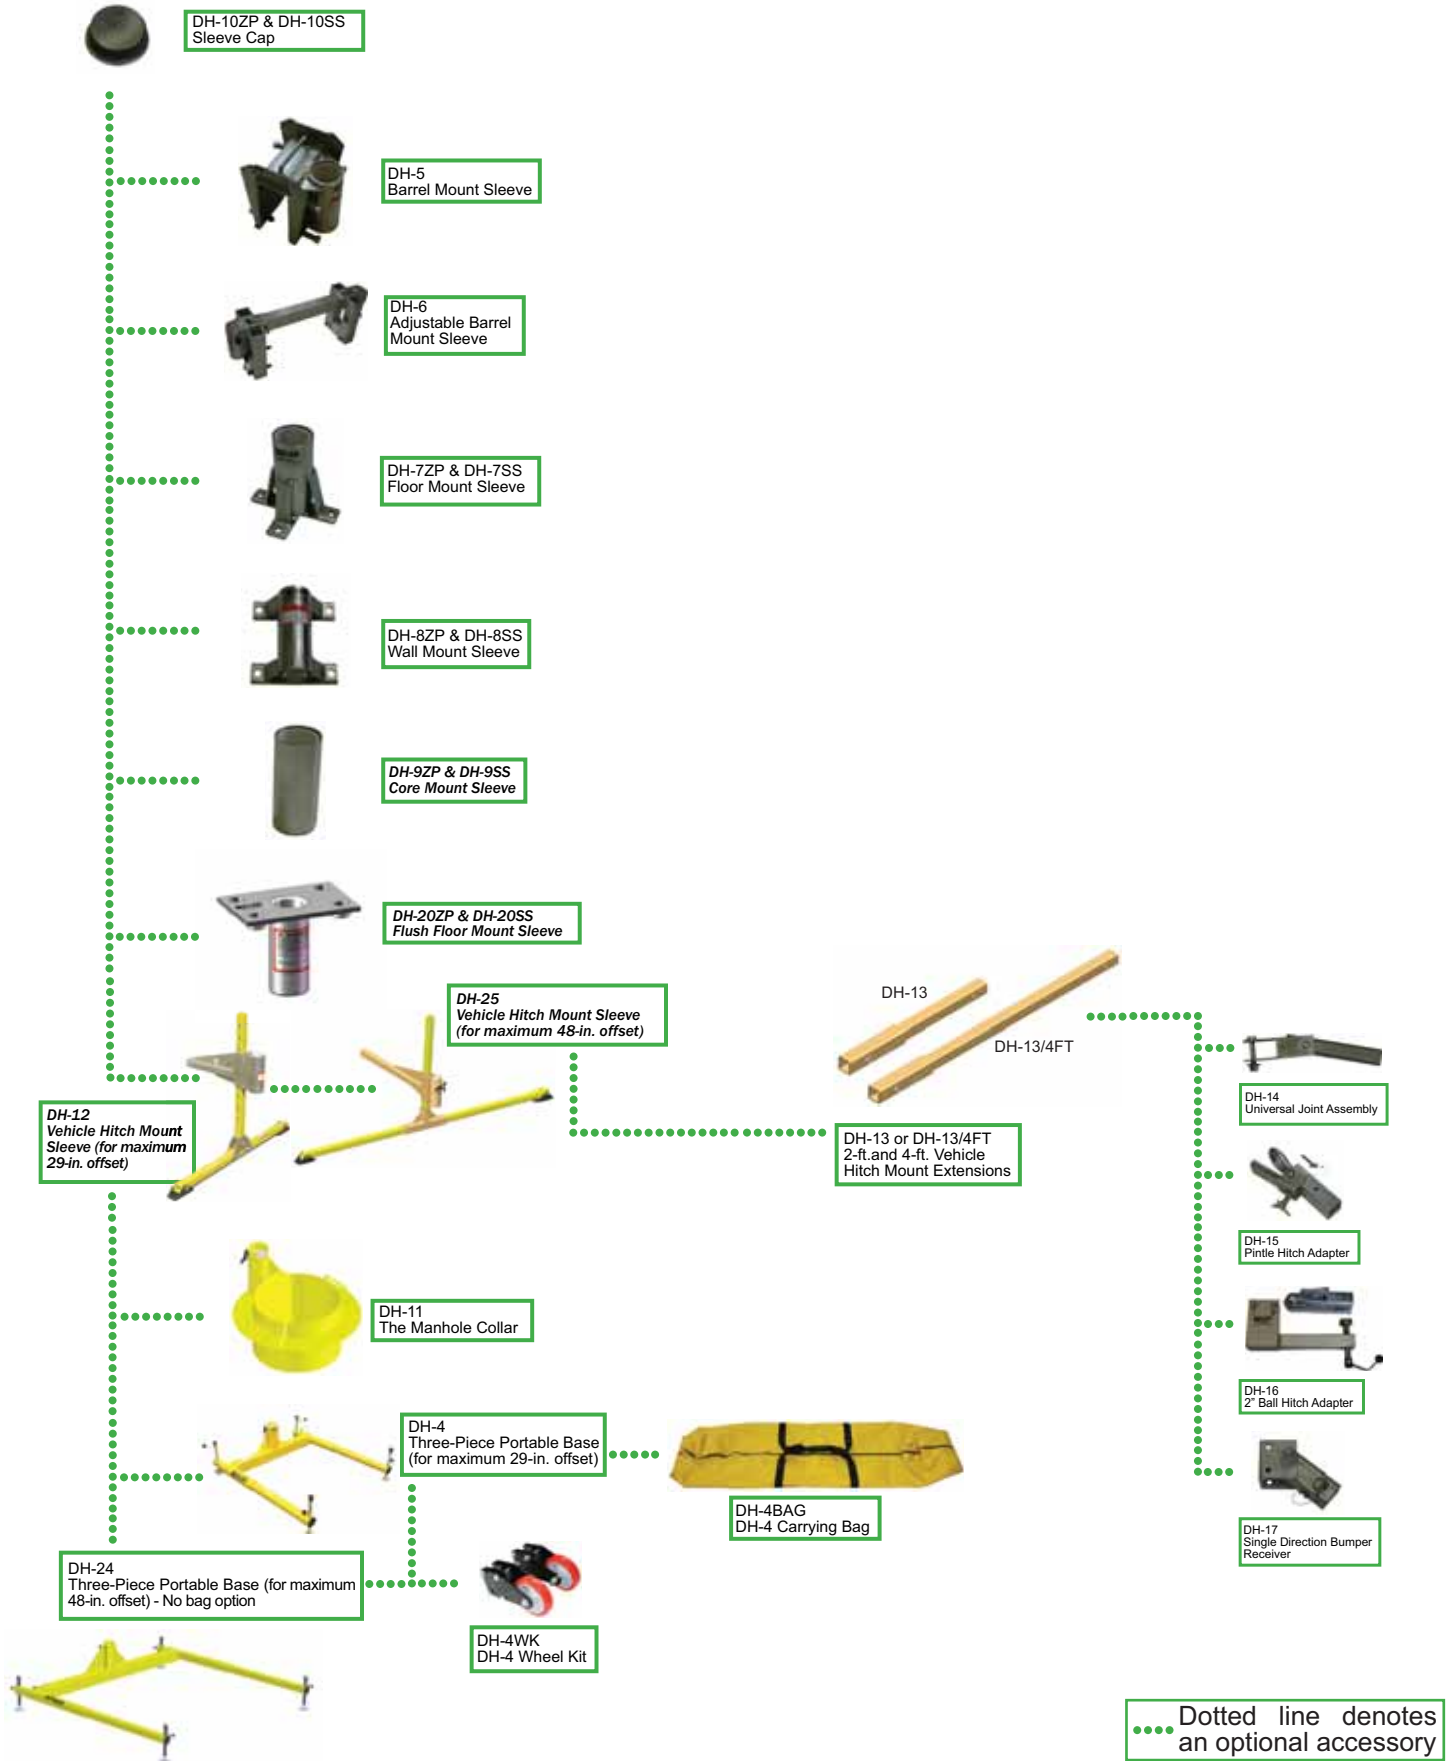 DH-10ZP & DH-10SS
Sleeve Cap
DH-5
Barrel Mount Sleeve
DH-6
Adjustable Barrel
Mount Sleeve
DH-7ZP & DH-7SS
Floor Mount Sleeve
DH-8ZP & DH-8SS
Wall Mount Sleeve
DH-9ZP & DH-9SS
Core Mount Sleeve
DH-20ZP & DH-20SS
Flush Floor Mount Sleeve
DH-25
Vehicle Hitch Mount Sleeve
(for maximum 48-in. offset)
DH-13
DH-13/4FT
DH-12
Vehicle Hitch Mount
Sleeve (for maximum
29-in. offset)
DH-13 or DH-13/4FT
2-ft.and 4-ft. Vehicle
Hitch Mount Extensions
DH-14
Universal Joint Assembly
DH-15
Pintle Hitch Adapter
DH-16
2" Ball Hitch Adapter
DH-17
Single Direction Bumper
Receiver
DH-11
The Manhole Collar
DH-4
Three-Piece Portable Base
(for maximum 29-in. offset)
DH-4BAG
DH-4 Carrying Bag
DH-24
Three-Piece Portable Base (for maximum
48-in. offset) - No bag option
DH-4WK
DH-4 Wheel Kit
Dotted line denotes
an optional accessory